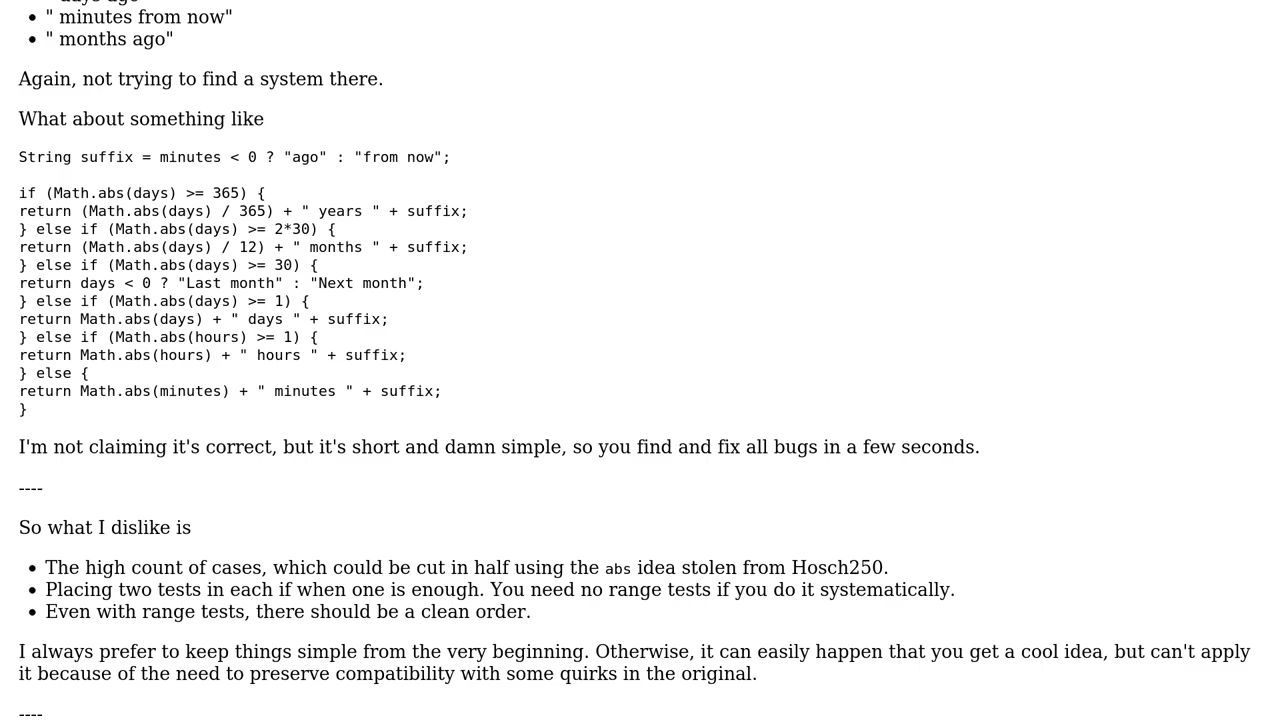 • " minutes from now"
• " months ago"
Again, not trying to find a system there.
What about something like
String suffix = minutes < 0 ? "ago" : "from now";
if (Math.abs(days) >= 365) {
return (Math.abs(days) / 365) + " years " + suffix;
} else if (Math.abs(days) >= 2*30) {
return (Math.abs(days) / 12) + " months " + suffix;
} else if (Math.abs(days) >= 30) {
return days < 0 ? "Last month" : "Next month";
} else if (Math.abs(days) >= 1) {
return Math.abs(days) + " days " + suffix;
} else if (Math.abs(hours) >= 1) {
return Math.abs(hours) + " hours " + suffix;
} else {
return Math.abs(minutes) + " minutes " + suffix;
}
I'm not claiming it's correct, but it's short and damn simple, so you find and fix all bugs in a few seconds.
----
So what I dislike is
• The high count of cases, which could be cut in half using the abs idea stolen from Hosch250.
• Placing two tests in each if when one is enough. You need no range tests if you do it systematically.
• Even with range tests, there should be a clean order.
I always prefer to keep things simple from the very beginning. Otherwise, it can easily happen that you get a cool idea, but can't apply
it because of the need to preserve compatibility with some quirks in the original.
----